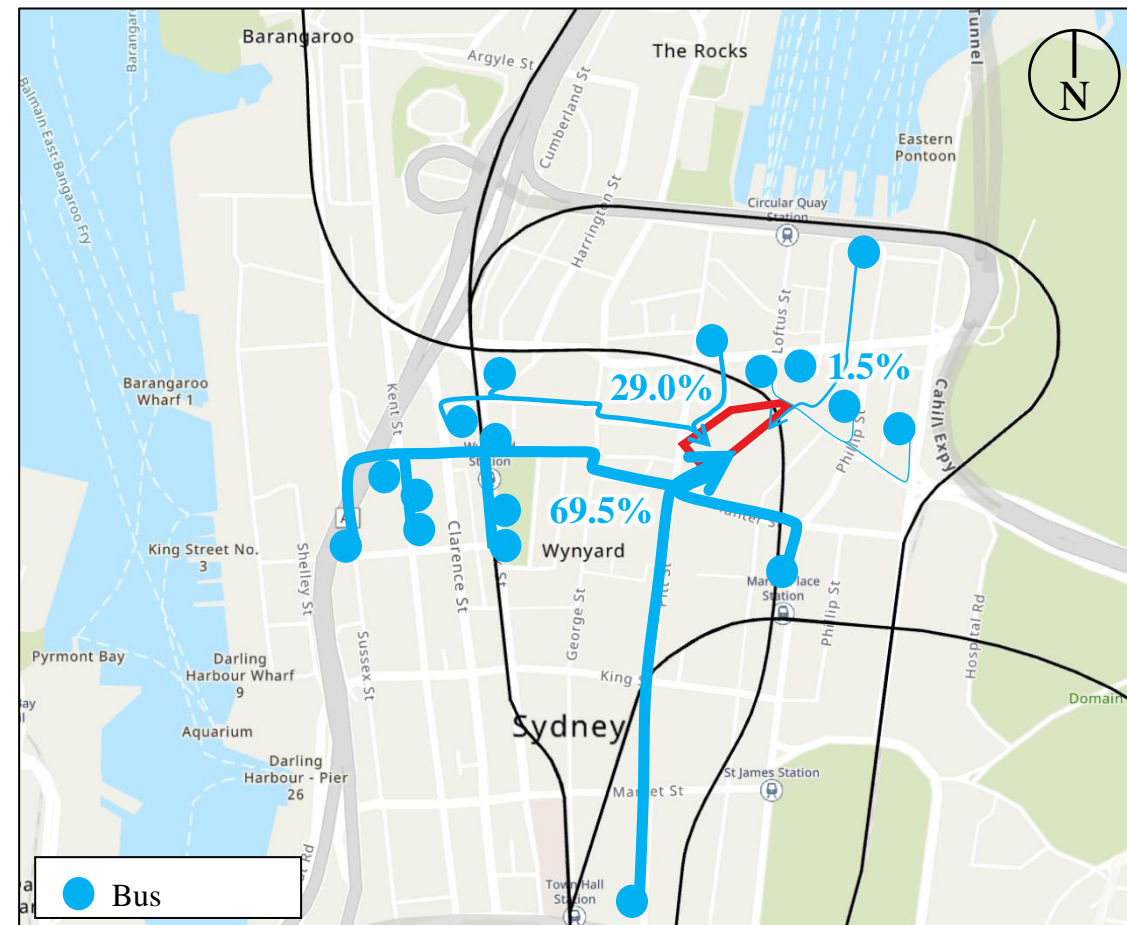 Barangaroo
Argyle St
The Rocks
Tunnel
N
Balmain East-Bangaroo Fry
Cumberland St
Eastern
Pontoon
Harrington St
Circular Quay
Station
Loftus St
29.0%
1.5%
Barangaroo
Wharf 1
Kent St
Cahill Expy
Phillip St
Station
69.5%
King Street No.
3
Wynyard
Shelley St
Clarence St
Pitt St
Station
George St
Phillip St
Hospital Rd
Pyrmont Bay
Darling
Harbour Wharf
9
Sussex St
King
Domain
Aquarium
Sydney
Darling
Harbour - Pier
26
St James Station
Market St
Town Hall
Station
Bus